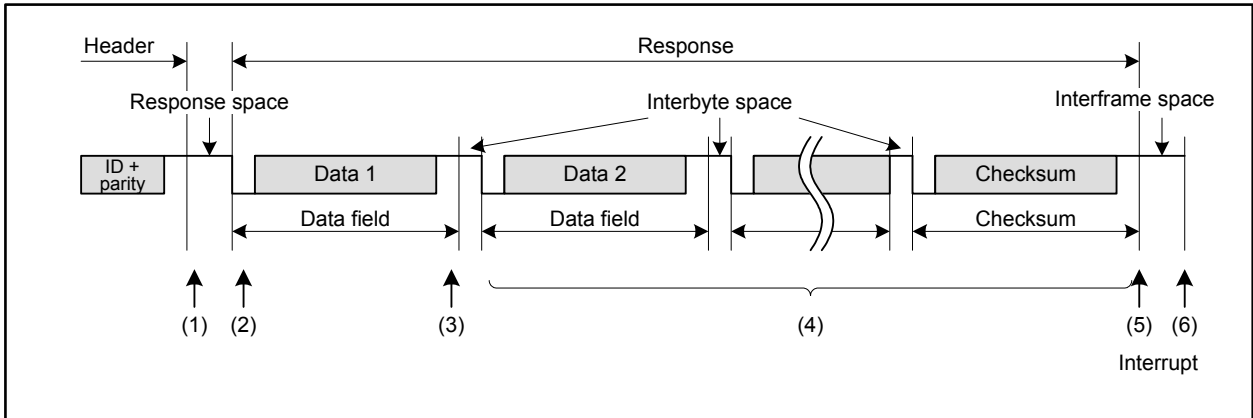 Header
Response
Response space
Interbyte space
Interframe space
ID +
parity
Data 1
Data 2
Checksum
Data field
Data field
Checksum
(1)
(2)
(3)
(4)
(5)
(6)
Interrupt